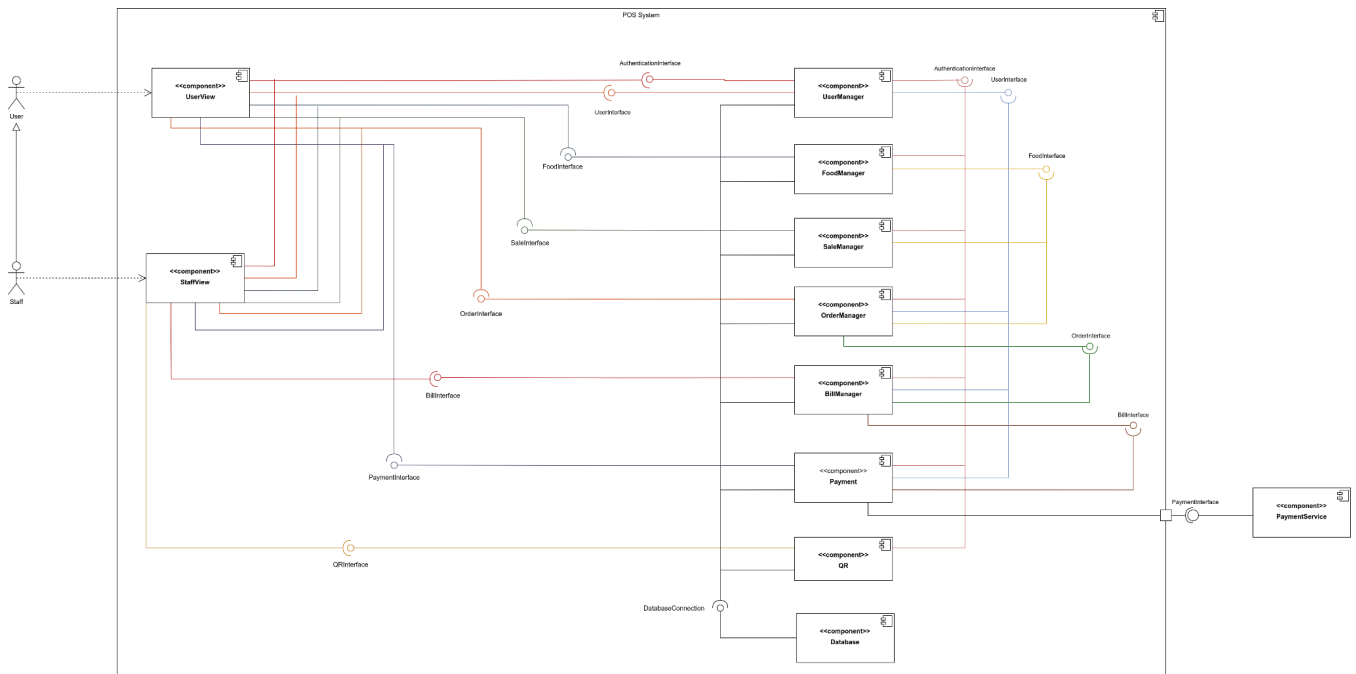 POS System
AuthenticationInterface
AuthenticationInterface
UserInterface
<<component>>
UserView
<<component>>
UserManager
User
UserInterface
FoodInterface
<<component>>
FoodManager
FoodInterface
<<component>>
SaleManager
SaleInterface
<<component>>
StaffView
Staff
<<component>>
OrderManager
OrderInterface
OrderInterface
<<component>>
BillManager
BillInterface
BillInterface
<<component>>
Payment
PaymentInterface
PaymentInterface
<<component>>
PaymentService
<<component>>
QR
QRInterface
DatabaseConnection
<<component>>
Database